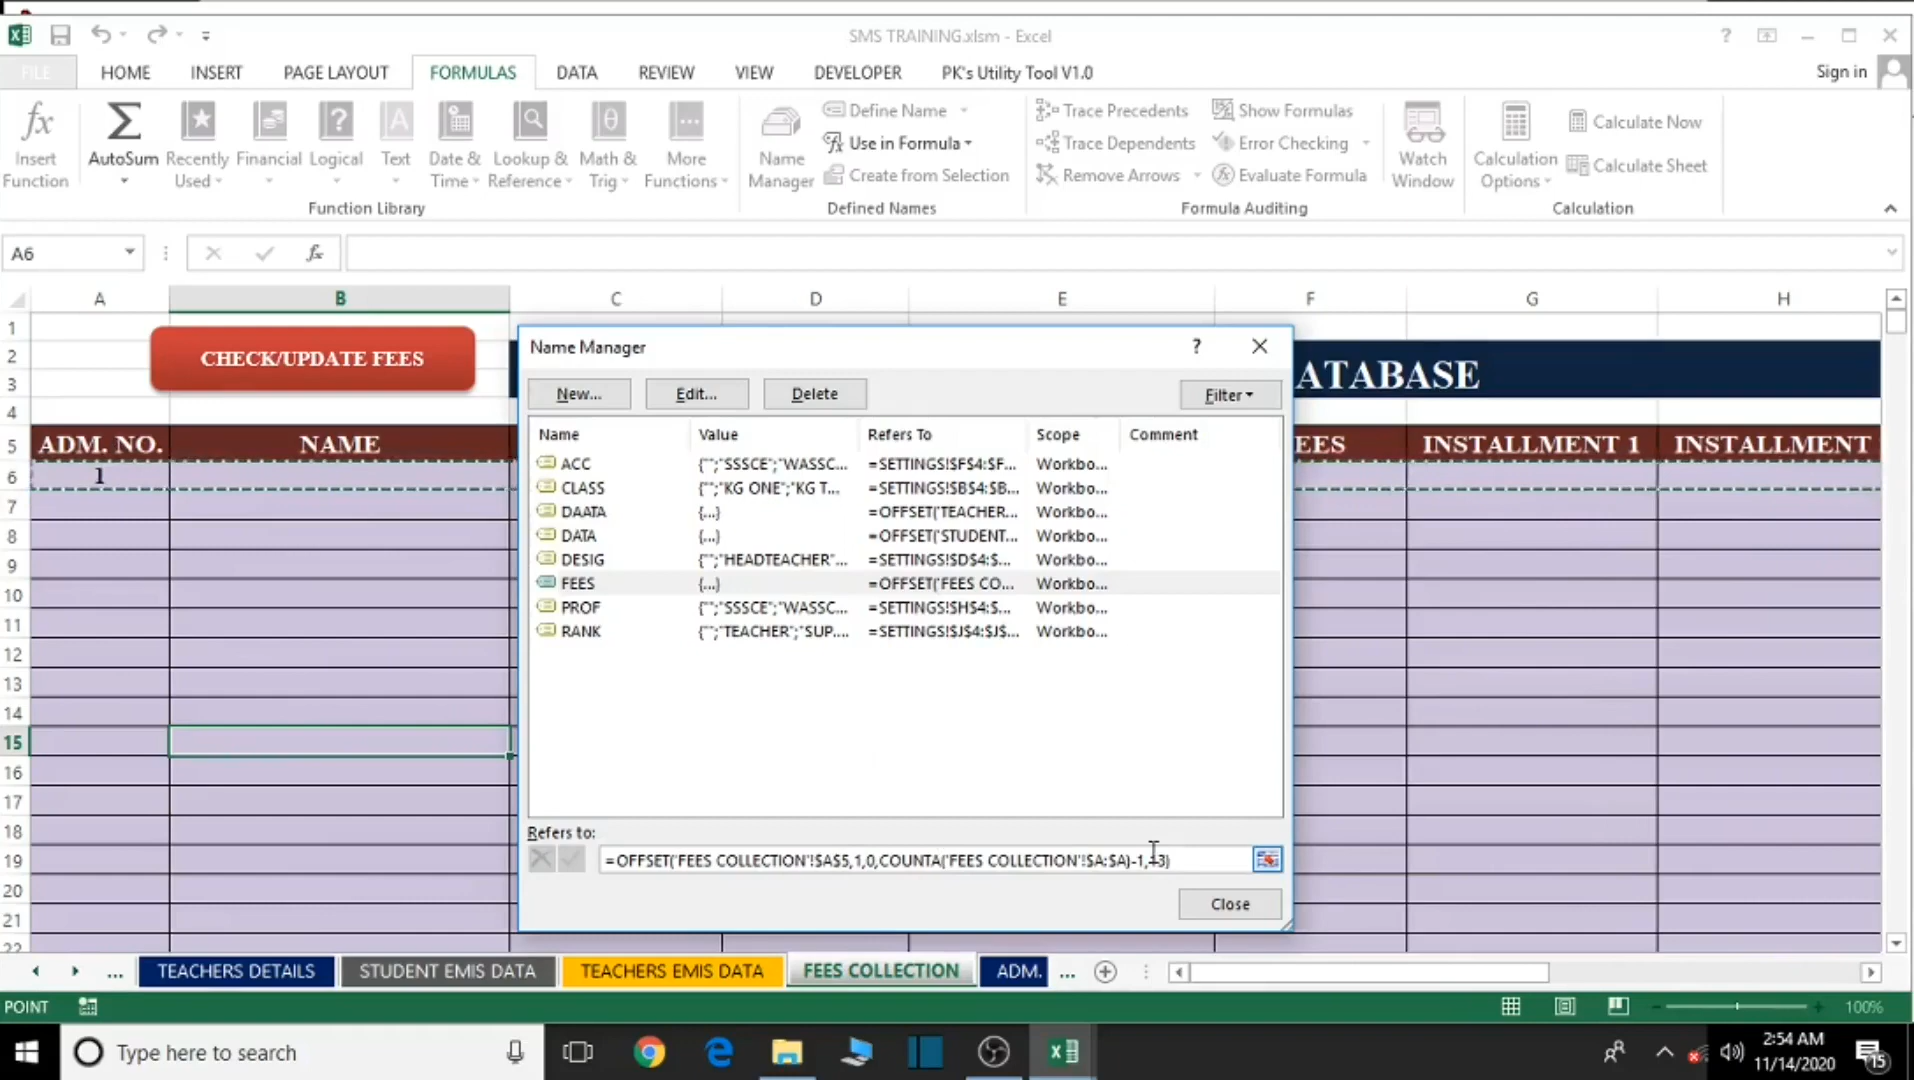 SMS TRAINING.xlsm - Excel
?
FILE HOME INSERT PAGE LAYOUT FORMULAS DATA REVIEW VIEW DEVELOPER PK's Utility Tool V1.0 Sign in
fx Σ ★ ? A θ
Insert Function
AutoSum
Recently Used
Financial
Logical
Text
Date & Time
Lookup & Reference
Math & Trig
More Functions
Function Library
Name Manager
Define Name
Use in Formula
Create from Selection
Defined Names
Trace Precedents
Trace Dependents
Remove Arrows
Show Formulas
Error Checking
Evaluate Formula
Formula Auditing
Watch Window
Calculation Options
Calculate Now
Calculate Sheet
Calculation
A6 fx
A B C D E F G H
1
2
3
4
5
6
7
8
9
10
11
12
13
14
15
16
17
18
19
20
21
22
CHECK/UPDATE FEES
ATABASE
ADM. NO. NAME EES INSTALLMENT 1 INSTALLMENT
1
Name Manager ?
New... Edit... Delete Filter
Name Value Refers To Scope Comment
ACC {"";"SSSCE";"WASSC... =SETTINGS!$F$4:$F... Workbo...
CLASS {"";"KG ONE";"KG T... =SETTINGS!$B$4:$B... Workbo...
DAATA {...} =OFFSET('TEACHER... Workbo...
DATA {...} =OFFSET('STUDENT... Workbo...
DESIG {"";"HEADTEACHER"... =SETTINGS!$D$4:$... Workbo...
FEES {...} =OFFSET('FEES CO... Workbo...
PROF {"";"SSSCE";"WASSC... =SETTINGS!$H$4:$... Workbo...
RANK {"";"TEACHER";"SUP.... =SETTINGS!$J$4:$J$... Workbo...
Refers to:
=OFFSET('FEES COLLECTION'!$A$5,1,0,COUNTA('FEES COLLECTION'!$A:$A)-1,
Close
... TEACHERS DETAILS STUDENT EMIS DATA TEACHERS EMIS DATA FEES COLLECTION ADM. ...
POINT 100%
Type here to search
2:54 AM
11/14/2020
15